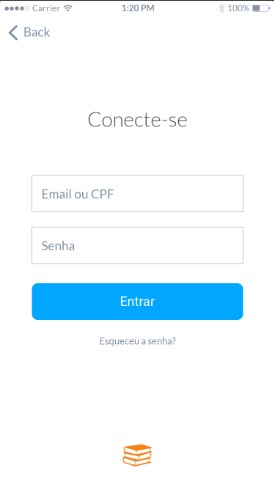 Carrier 1:20 PM 100%
Back
Conecte-se
Email ou CPF
Senha
Entrar
Esqueceu a senha?